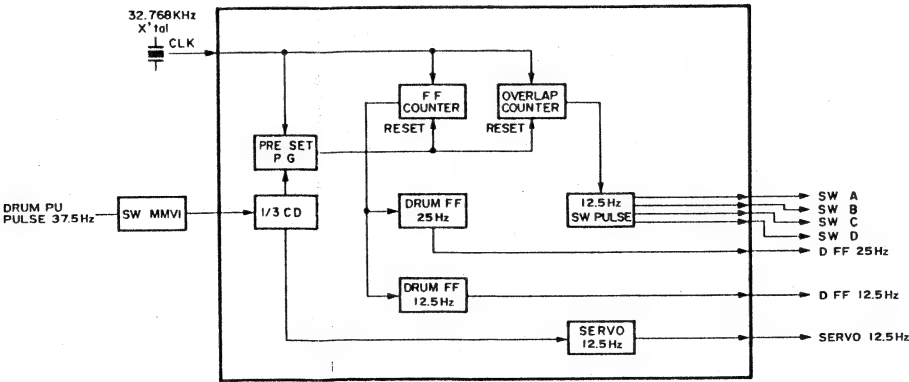 32.768KHz
X'tal
CLK
FF
COUNTER
OVERLAP
COUNTER
RESET
RESET
PRE SET
PG
DRUM PU
PULSE 37.5Hz
SW MMVI
1/3 CD
DRUM FF
25Hz
12.5Hz
SW PULSE
SW A
SW B
SW C
SW D
D FF 25Hz
DRUM FF
12.5Hz
D FF 12.5Hz
SERVO
12.5Hz
SERVO 12.5Hz